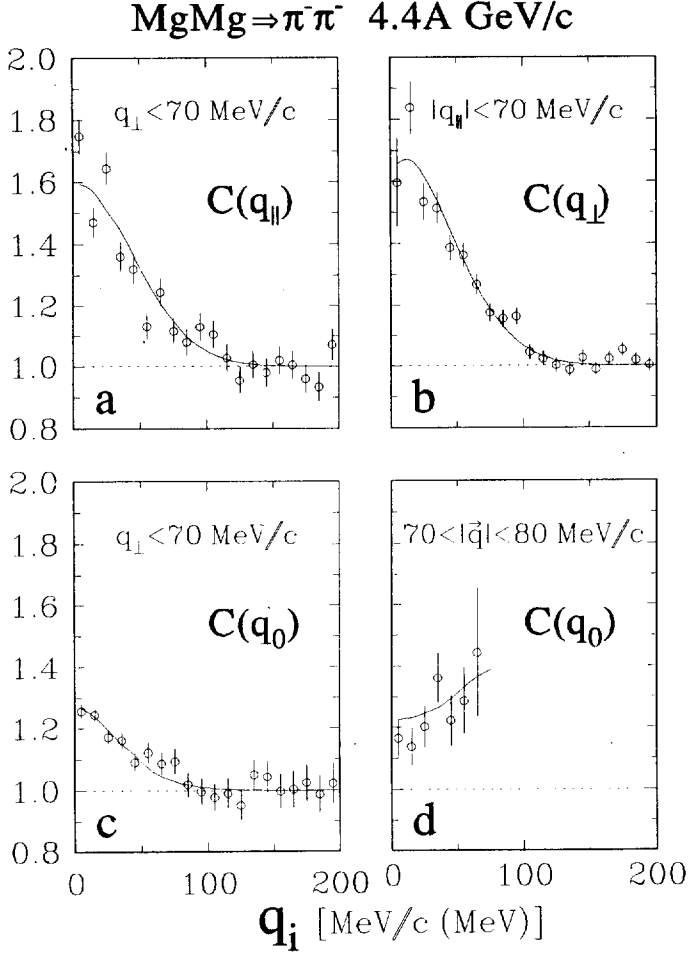 MgMg⇒π⁻π⁻ 4.4A GeV/c
2.0
1.8
1.6
1.4
1.2
1.0
0.8
q⊥<70 MeV/c
C(q∥)
a
|q∥|<70 MeV/c
C(q⊥)
b
2.0
1.8
1.6
1.4
1.2
1.0
0.8
q⊥<70 MeV/c
C(q₀)
c
70<|q⃗|<80 MeV/c
C(q₀)
d
0 100 200 0 100 200
qᵢ [MeV/c (MeV)]